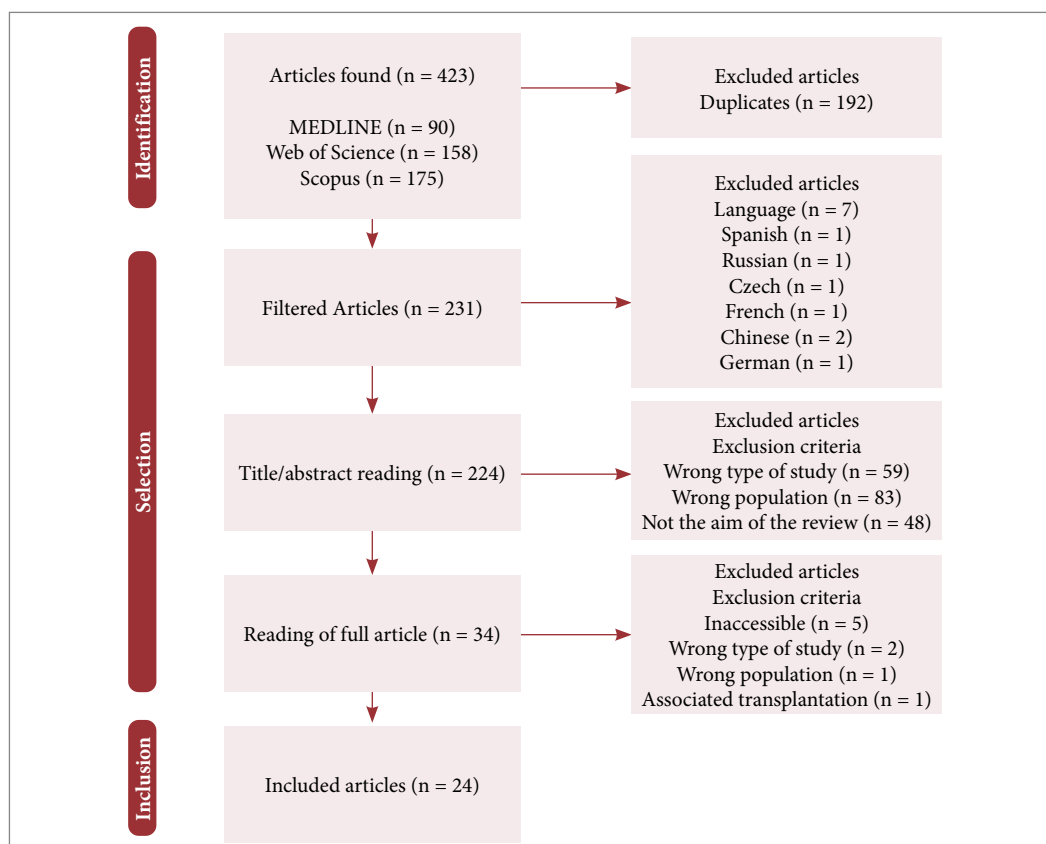 Identification
Articles found (n = 423)
MEDLINE (n = 90)
Web of Science (n = 158)
Scopus (n = 175)
Excluded articles
Duplicates (n = 192)
Selection
Filtered Articles (n = 231)
Excluded articles
Language (n = 7)
Spanish (n = 1)
Russian (n = 1)
Czech (n = 1)
French (n = 1)
Chinese (n = 2)
German (n = 1)
Title/abstract reading (n = 224)
Excluded articles
Exclusion criteria
Wrong type of study (n = 59)
Wrong population (n = 83)
Not the aim of the review (n = 48)
Reading of full article (n = 34)
Excluded articles
Exclusion criteria
Inaccessible (n = 5)
Wrong type of study (n = 2)
Wrong population (n = 1)
Associated transplantation (n = 1)
Inclusion
Included articles (n = 24)